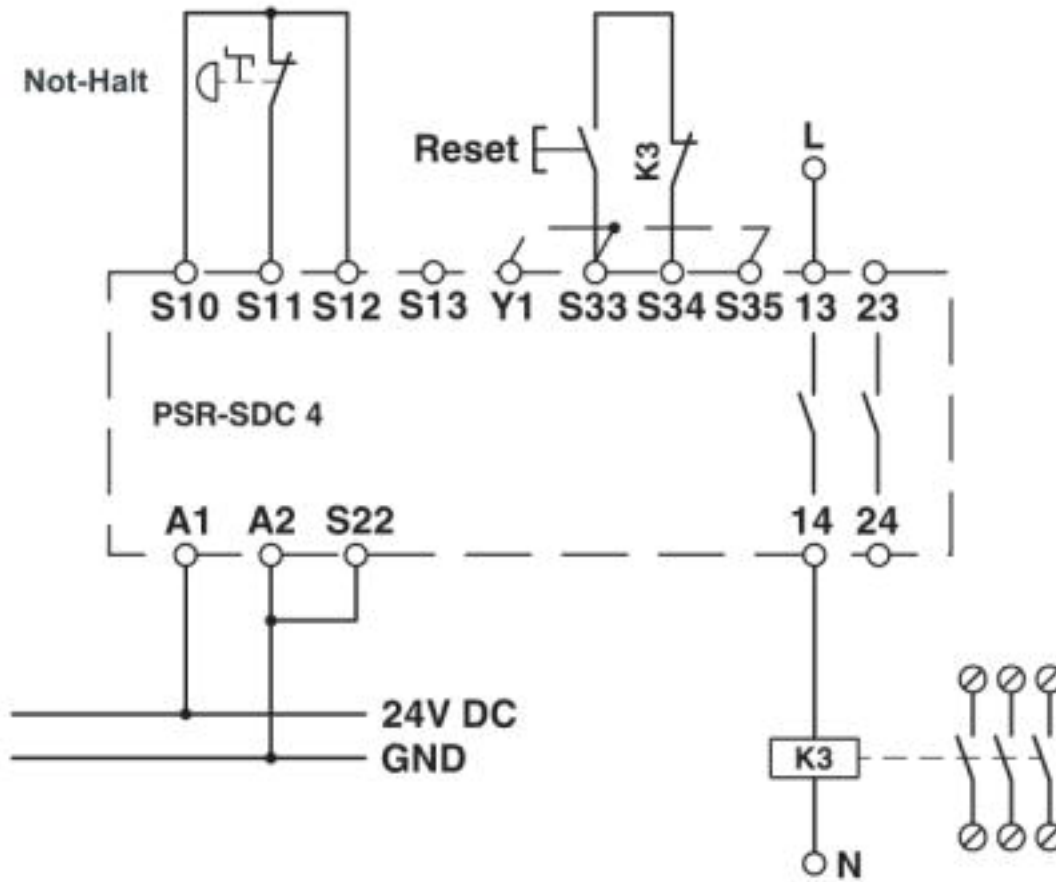 Not-Halt
Reset
K3
L
S10 S11 S12 S13 Y1 S33 S34 S35 13 23
PSR-SDC 4
A1 A2 S22 14 24
24V DC
GND
K3
N